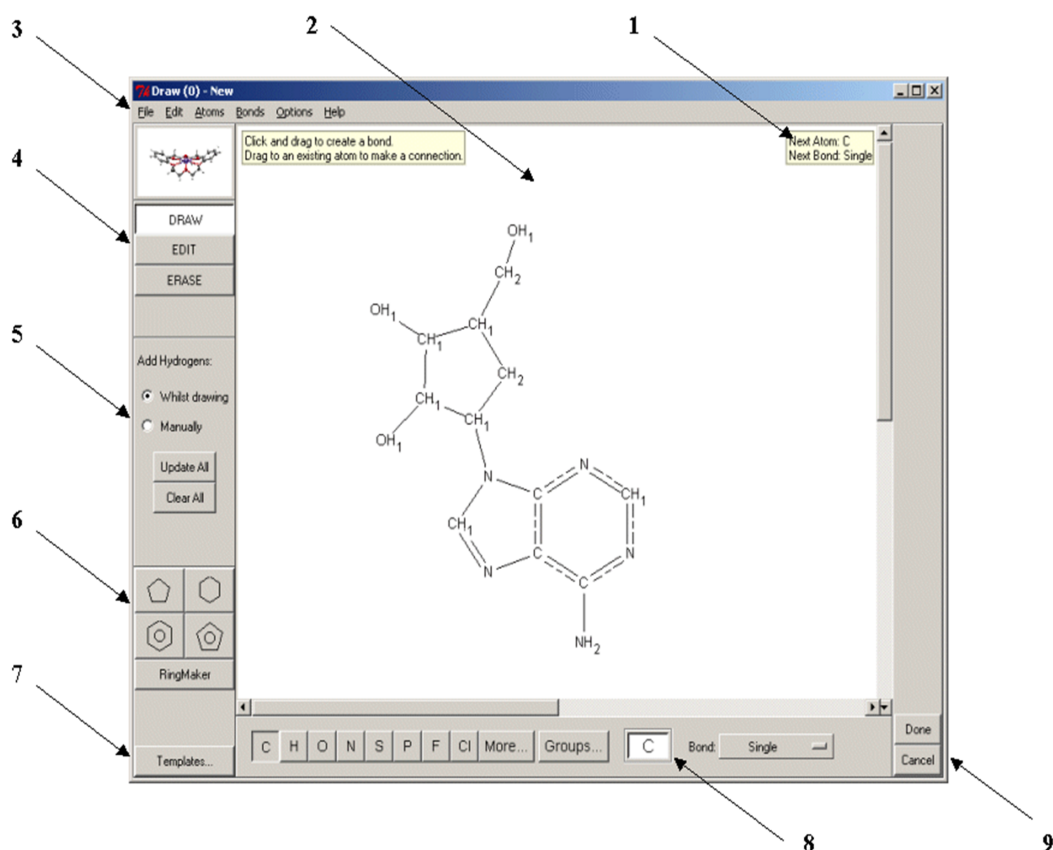 3
2
1
Draw (0) - New
File Edit Atoms Bonds Options Help
4
Click and drag to create a bond.
Drag to an existing atom to make a connection.
Next Atom: C
Next Bond: Single
DRAW
EDIT
ERASE
5
Add Hydrogens:
Whilst drawing
Manually
Update All
Clear All
6
RingMaker
7
Templates...
OH1
CH2
OH1
CH1
CH1
CH2
CH1
CH1
OH1
N
N
C
CH1
CH1
C
N
N
C
NH2
C H O N S P F Cl More... Groups... C Bond: Single
Done
Cancel
8
9